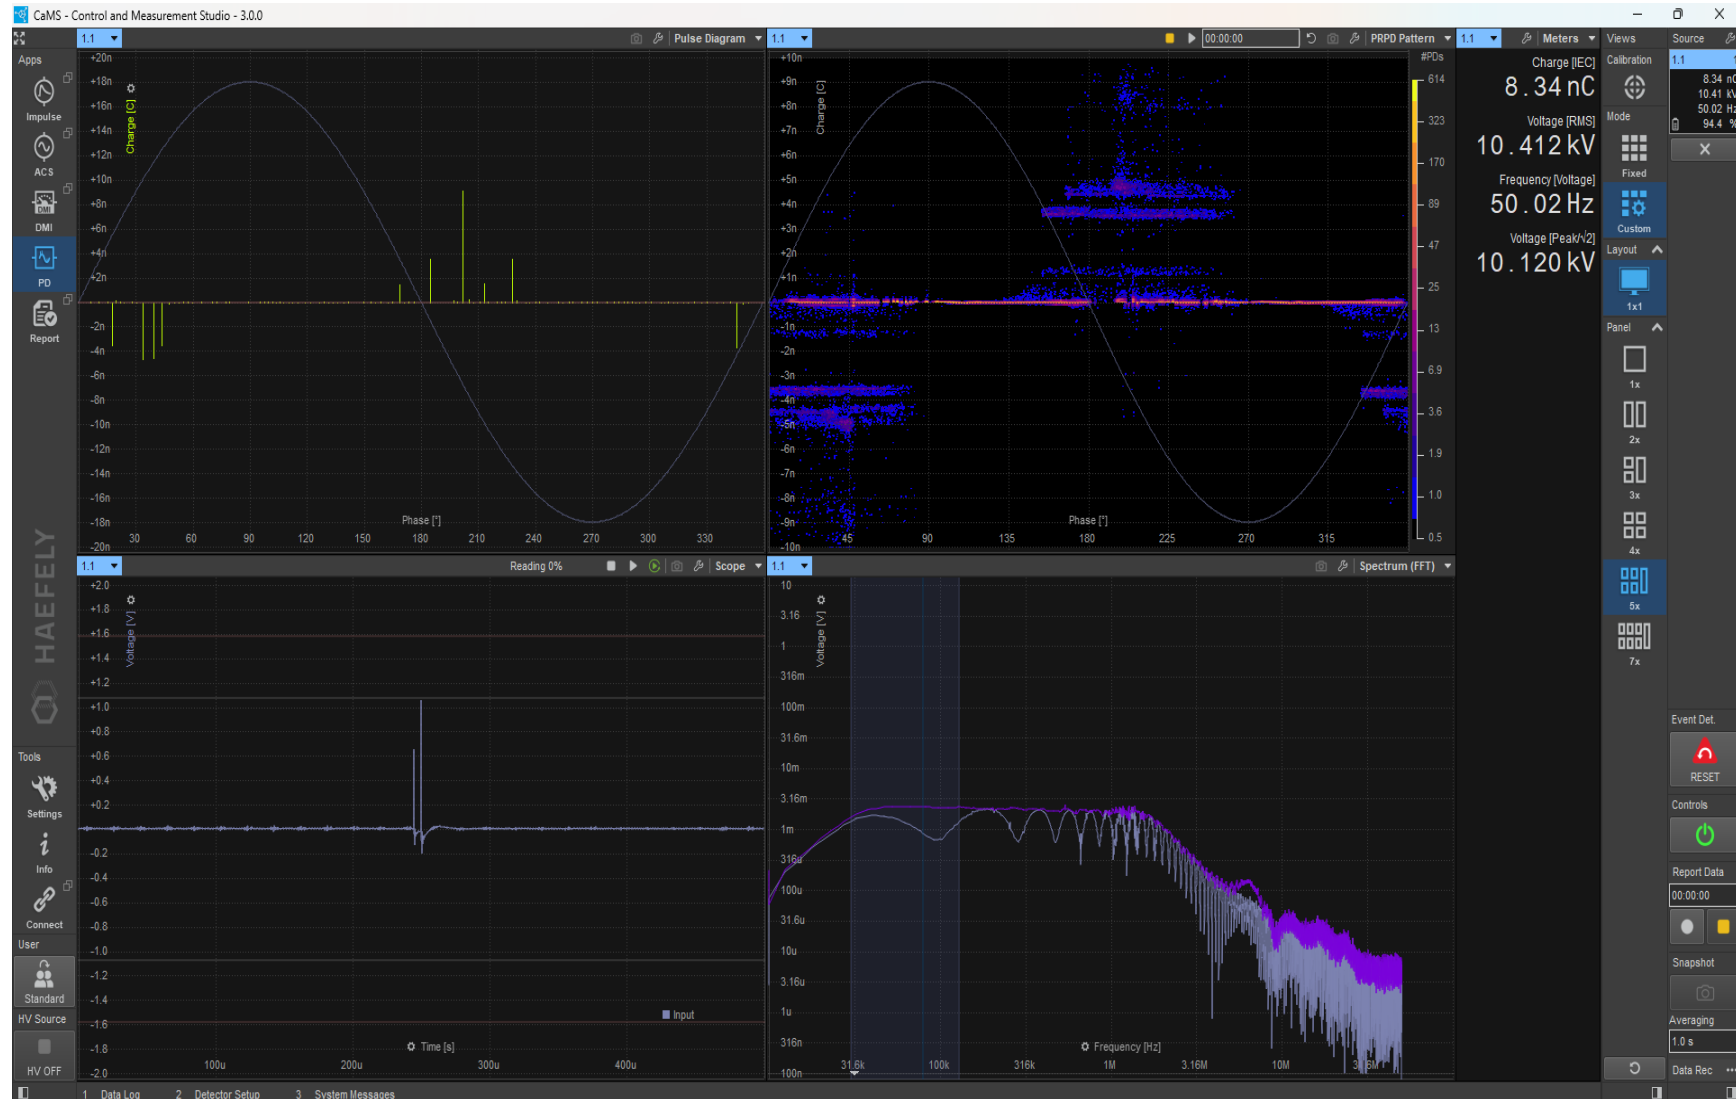 CaMS - Control and Measurement Studio - 3.0.0
Apps
Impulse
ACS
DMI
DMI
PD
Report
HAEFELY
Tools
Settings
Info
Connect
User
Standard
HV Source
HV OFF
1.1
Pulse Diagram
+20n
+18n
+16n
+14n
+12n
+10n
+8n
+6n
+4n
+2n
-2n
-4n
-6n
-8n
-10n
-12n
-14n
-16n
-18n
-20n
Charge [C]
Phase [°]
30 60 90 120 150 180 210 240 270 300 330
1.1
00:00:00
PRPD Pattern
+10n
+9n
+8n
+7n
+6n
+5n
+4n
+3n
+2n
+1n
-1n
-2n
-3n
-4n
-5n
-6n
-7n
-8n
-9n
-10n
Charge [C]
Phase [°]
45 90 135 180 225 270 315
#PDs
614
323
170
89
47
25
13
6.9
3.6
1.9
1.0
0.5
1.1
Meters
Charge [IEC]
8.34 nC
Voltage [RMS]
10.412 kV
Frequency [Voltage]
50.02 Hz
Voltage [Peak/√2]
10.120 kV
1.1
Reading 0%
Scope
+2.0
+1.8
+1.6
+1.4
+1.2
+1.0
+0.8
+0.6
+0.4
+0.2
-0.2
-0.4
-0.6
-0.8
-1.0
-1.2
-1.4
-1.6
-1.8
-2.0
Voltage [V]
Input
Time [s]
100u 200u 300u 400u
1.1
Spectrum (FFT)
10
3.16
1
316m
100m
31.6m
10m
3.16m
1m
316u
100u
31.6u
10u
3.16u
1u
316n
100n
Voltage [V]
Frequency [Hz]
31.6k 100k 316k 1M 3.16M 10M
Views
Calibration
Mode
Fixed
Custom
Layout
1x1
Panel
1x
2x
3x
4x
5x
7x
Source
1.1
8.34 nC
10.41 kV
50.02 Hz
94.4 %
Event Det.
RESET
Controls
Report Data
00:00:00
Snapshot
Averaging
1.0 s
Data Rec
1 Data Log 2 Detector Setup 3 System Messages